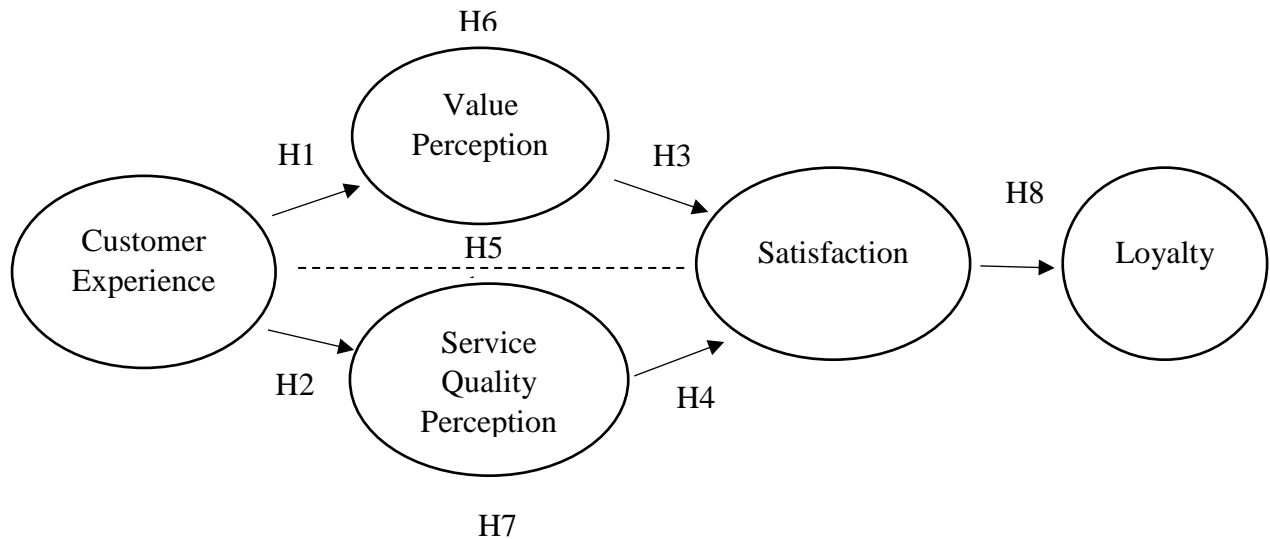 H6
Value
Perception
H1
H3
Customer
Experience
H5
Satisfaction
H8
Loyalty
H2
Service
Quality
Perception
H4
H7